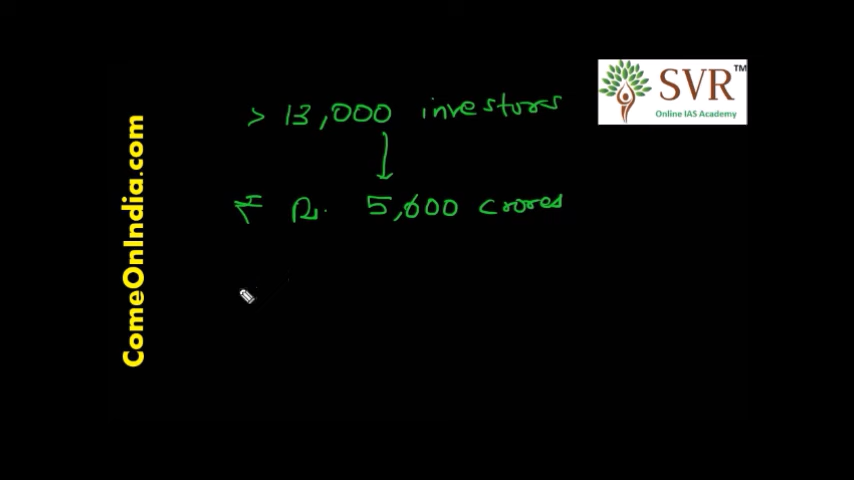 > 13,000 investors
SVR™
Online IAS Academy
₹ Rs. 5,600 crores
ComeOnIndia.com